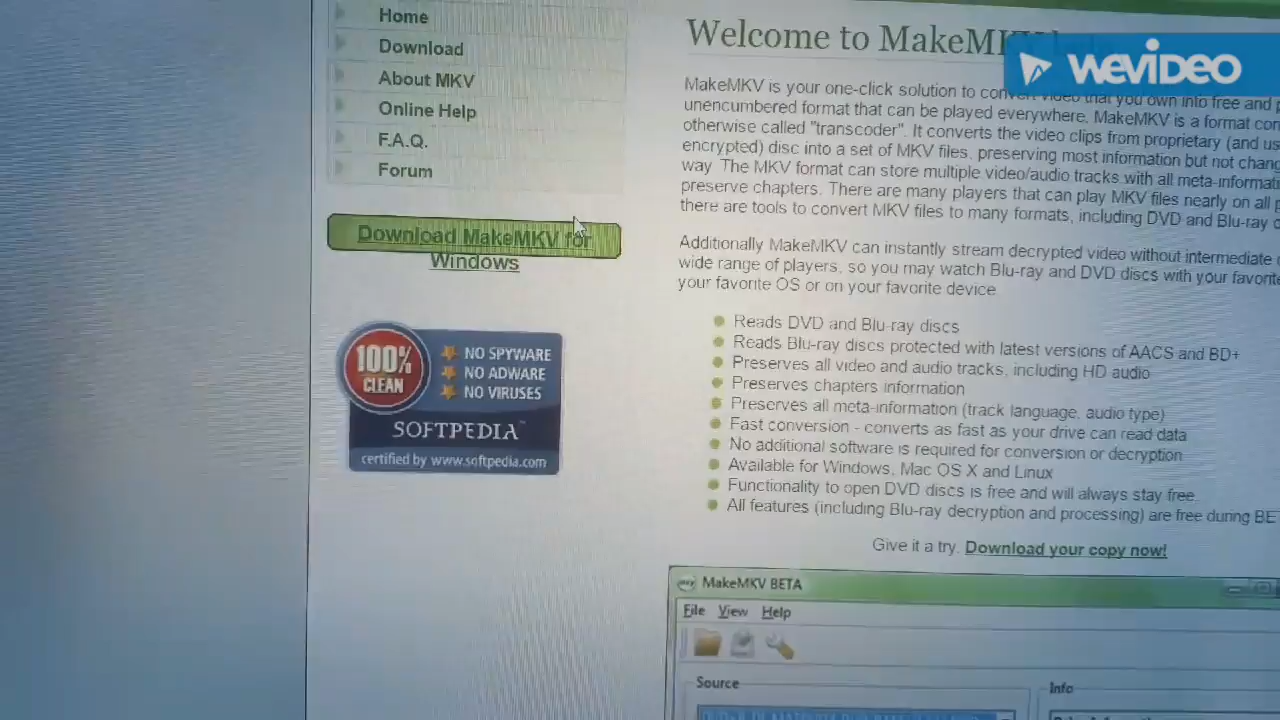 Home
Download
About MKV
Online Help
F.A.Q.
Forum
Download MakeMKV for
Windows
100%
CLEAN
NO SPYWARE
NO ADWARE
NO VIRUSES
SOFTPEDIA™
certified by www.softpedia.com
Welcome to MakeM
WEVIDEO
MakeMKV is your one-click solution to convert video that you own into free and
unencumbered format that can be played everywhere. MakeMKV is a format con
otherwise called "transcoder". It converts the video clips from proprietary (and us
encrypted) disc into a set of MKV files, preserving most information but not chang
way. The MKV format can store multiple video/audio tracks with all meta-informati
preserve chapters. There are many players that can play MKV files nearly on all
there are tools to convert MKV files to many formats, including DVD and Blu-ray
Additionally MakeMKV can instantly stream decrypted video without intermediate
wide range of players, so you may watch Blu-ray and DVD discs with your favorit
your favorite OS or on your favorite device
Reads DVD and Blu-ray discs
Reads Blu-ray discs protected with latest versions of AACS and BD+
Preserves all video and audio tracks, including HD audio
Preserves chapters information
Preserves all meta-information (track language, audio type)
Fast conversion - converts as fast as your drive can read data
No additional software is required for conversion or decryption
Available for Windows, Mac OS X and Linux
Functionality to open DVD discs is free and will always stay free.
All features (including Blu-ray decryption and processing) are free during BE
Give it a try. Download your copy now!
MakeMKV BETA
File View Help
Source
Info